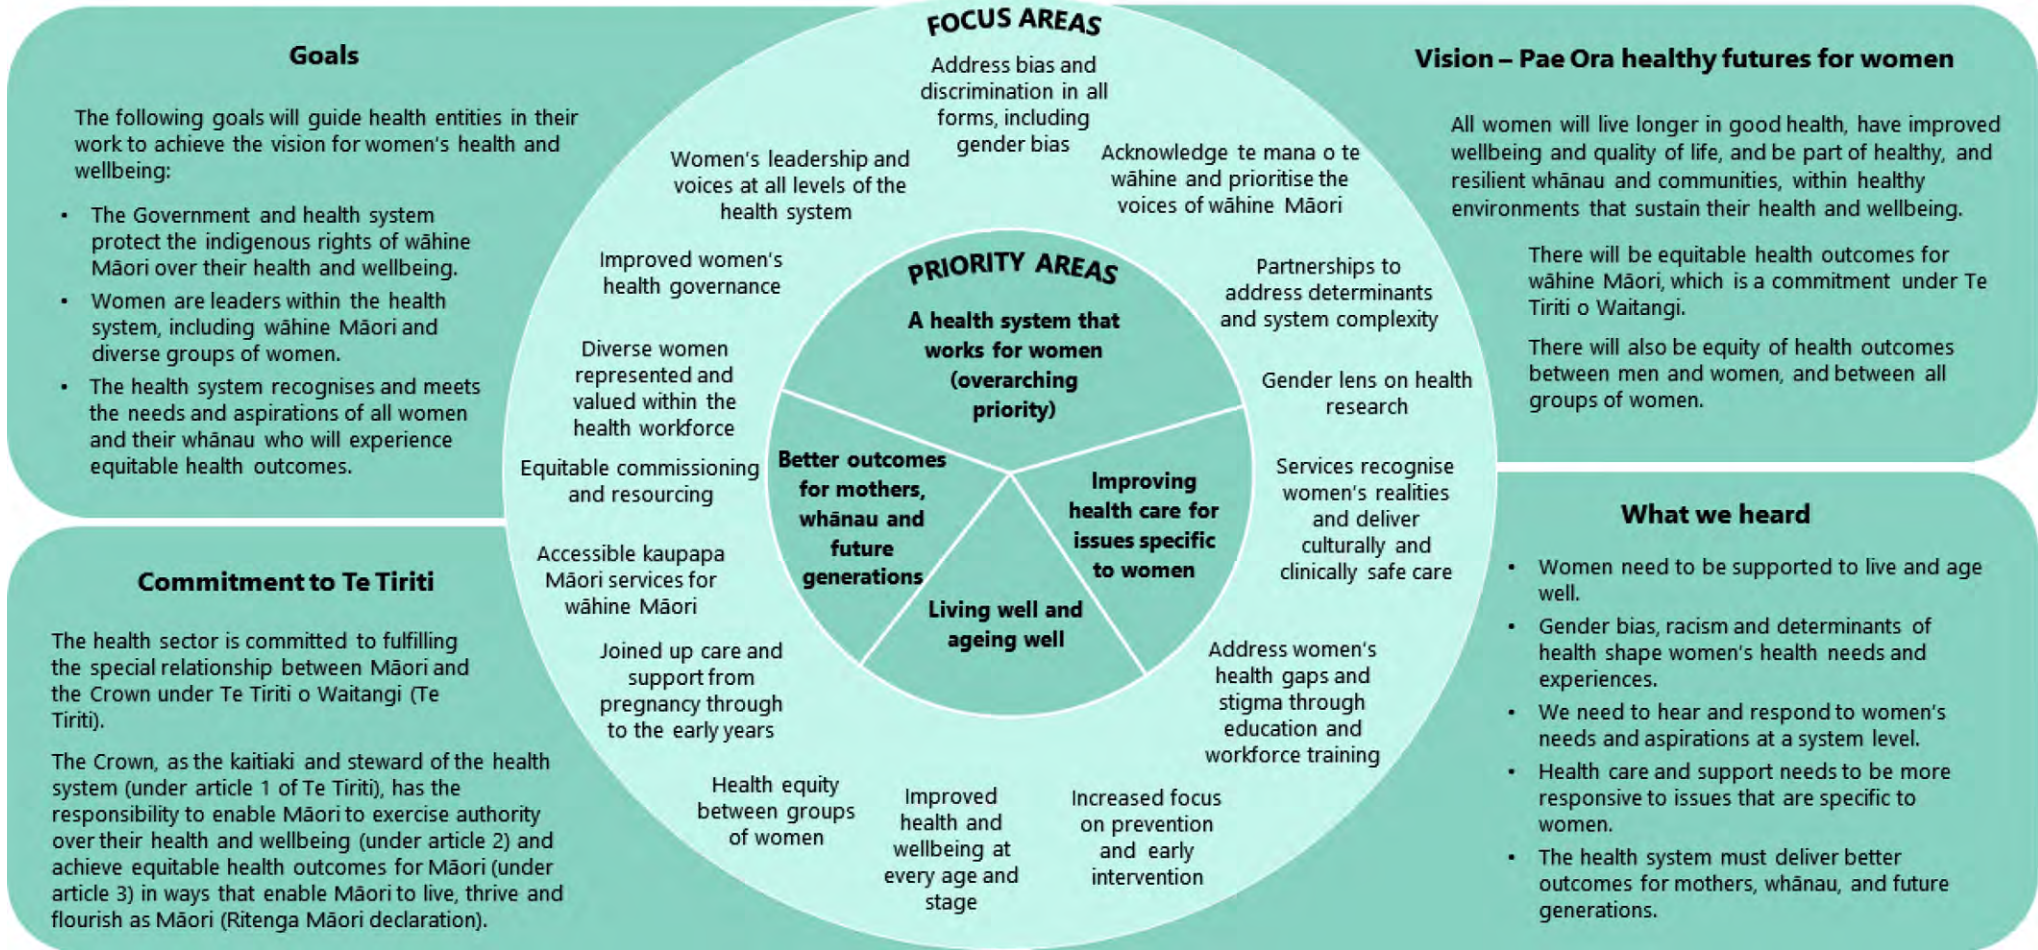 Goals
The following goals will guide health entities in their
work to achieve the vision for women's health and
wellbeing:
• The Government and health system
protect the indigenous rights of wāhine
Māori over their health and wellbeing.
• Women are leaders within the health
system, including wāhine Māori and
diverse groups of women.
• The health system recognises and meets
the needs and aspirations of all women
and their whānau who will experience
equitable health outcomes.
Commitment to Te Tiriti
The health sector is committed to fulfilling
the special relationship between Māori and
the Crown under Te Tiriti o Waitangi (Te
Tiriti).
The Crown, as the kaitiaki and steward of the health
system (under article 1 of Te Tiriti), has the
responsibility to enable Māori to exercise authority
over their health and wellbeing (under article 2) and
achieve equitable health outcomes for Māori (under
article 3) in ways that enable Māori to live, thrive and
flourish as Māori (Ritenga Māori declaration).
FOCUS AREAS
Address bias and
discrimination in all
forms, including
gender bias
Acknowledge te mana o te
wāhine and prioritise the
voices of wāhine Māori
Partnerships to
address determinants
and system complexity
Gender lens on health
research
Services recognise
women's realities
and deliver
culturally and
clinically safe care
Address women's
health gaps and
stigma through
education and
workforce training
Increased focus
on prevention
and early
intervention
Improved
health and
wellbeing at
every age and
stage
Health equity
between groups
of women
Joined up care and
support from
pregnancy through
to the early years
Accessible kaupapa
Māori services for
wāhine Māori
Equitable commissioning
and resourcing
Diverse women
represented and
valued within the
health workforce
Improved women's
health governance
Women's leadership and
voices at all levels of the
health system
PRIORITY AREAS
A health system that
works for women
(overarching
priority)
Improving
health care for
issues specific
to women
Living well and
ageing well
Better outcomes
for mothers,
whānau and
future
generations
Vision – Pae Ora healthy futures for women
All women will live longer in good health, have improved
wellbeing and quality of life, and be part of healthy, and
resilient whānau and communities, within healthy
environments that sustain their health and wellbeing.
There will be equitable health outcomes for
wāhine Māori, which is a commitment under Te
Tiriti o Waitangi.
There will also be equity of health outcomes
between men and women, and between all
groups of women.
What we heard
• Women need to be supported to live and age
well.
• Gender bias, racism and determinants of
health shape women's health needs and
experiences.
• We need to hear and respond to women's
needs and aspirations at a system level.
• Health care and support needs to be more
responsive to issues that are specific to
women.
• The health system must deliver better
outcomes for mothers, whānau, and future
generations.